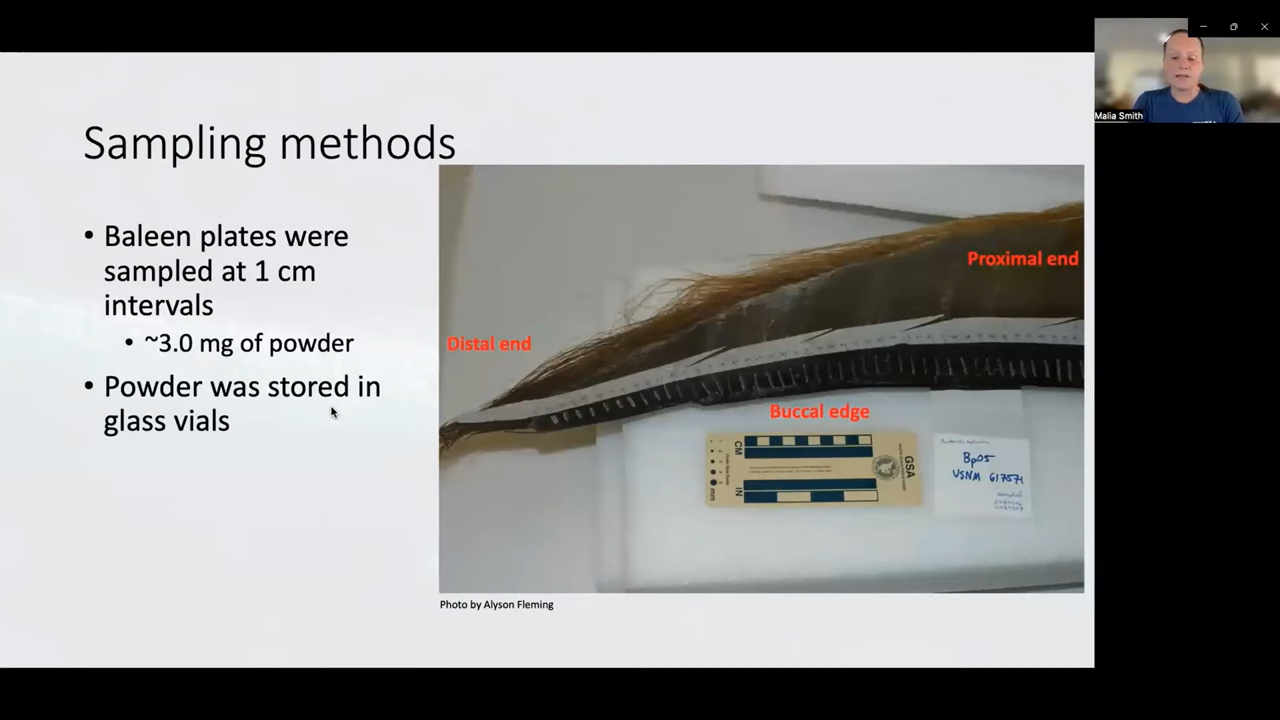 Sampling methods
• Baleen plates were
sampled at 1 cm
intervals
• ~3.0 mg of powder
• Powder was stored in
glass vials
Proximal end
Distal end
Buccal edge
CM
IN
mm
GSA
Bp05
USNM 617571
Photo by Alyson Fleming
Malia Smith